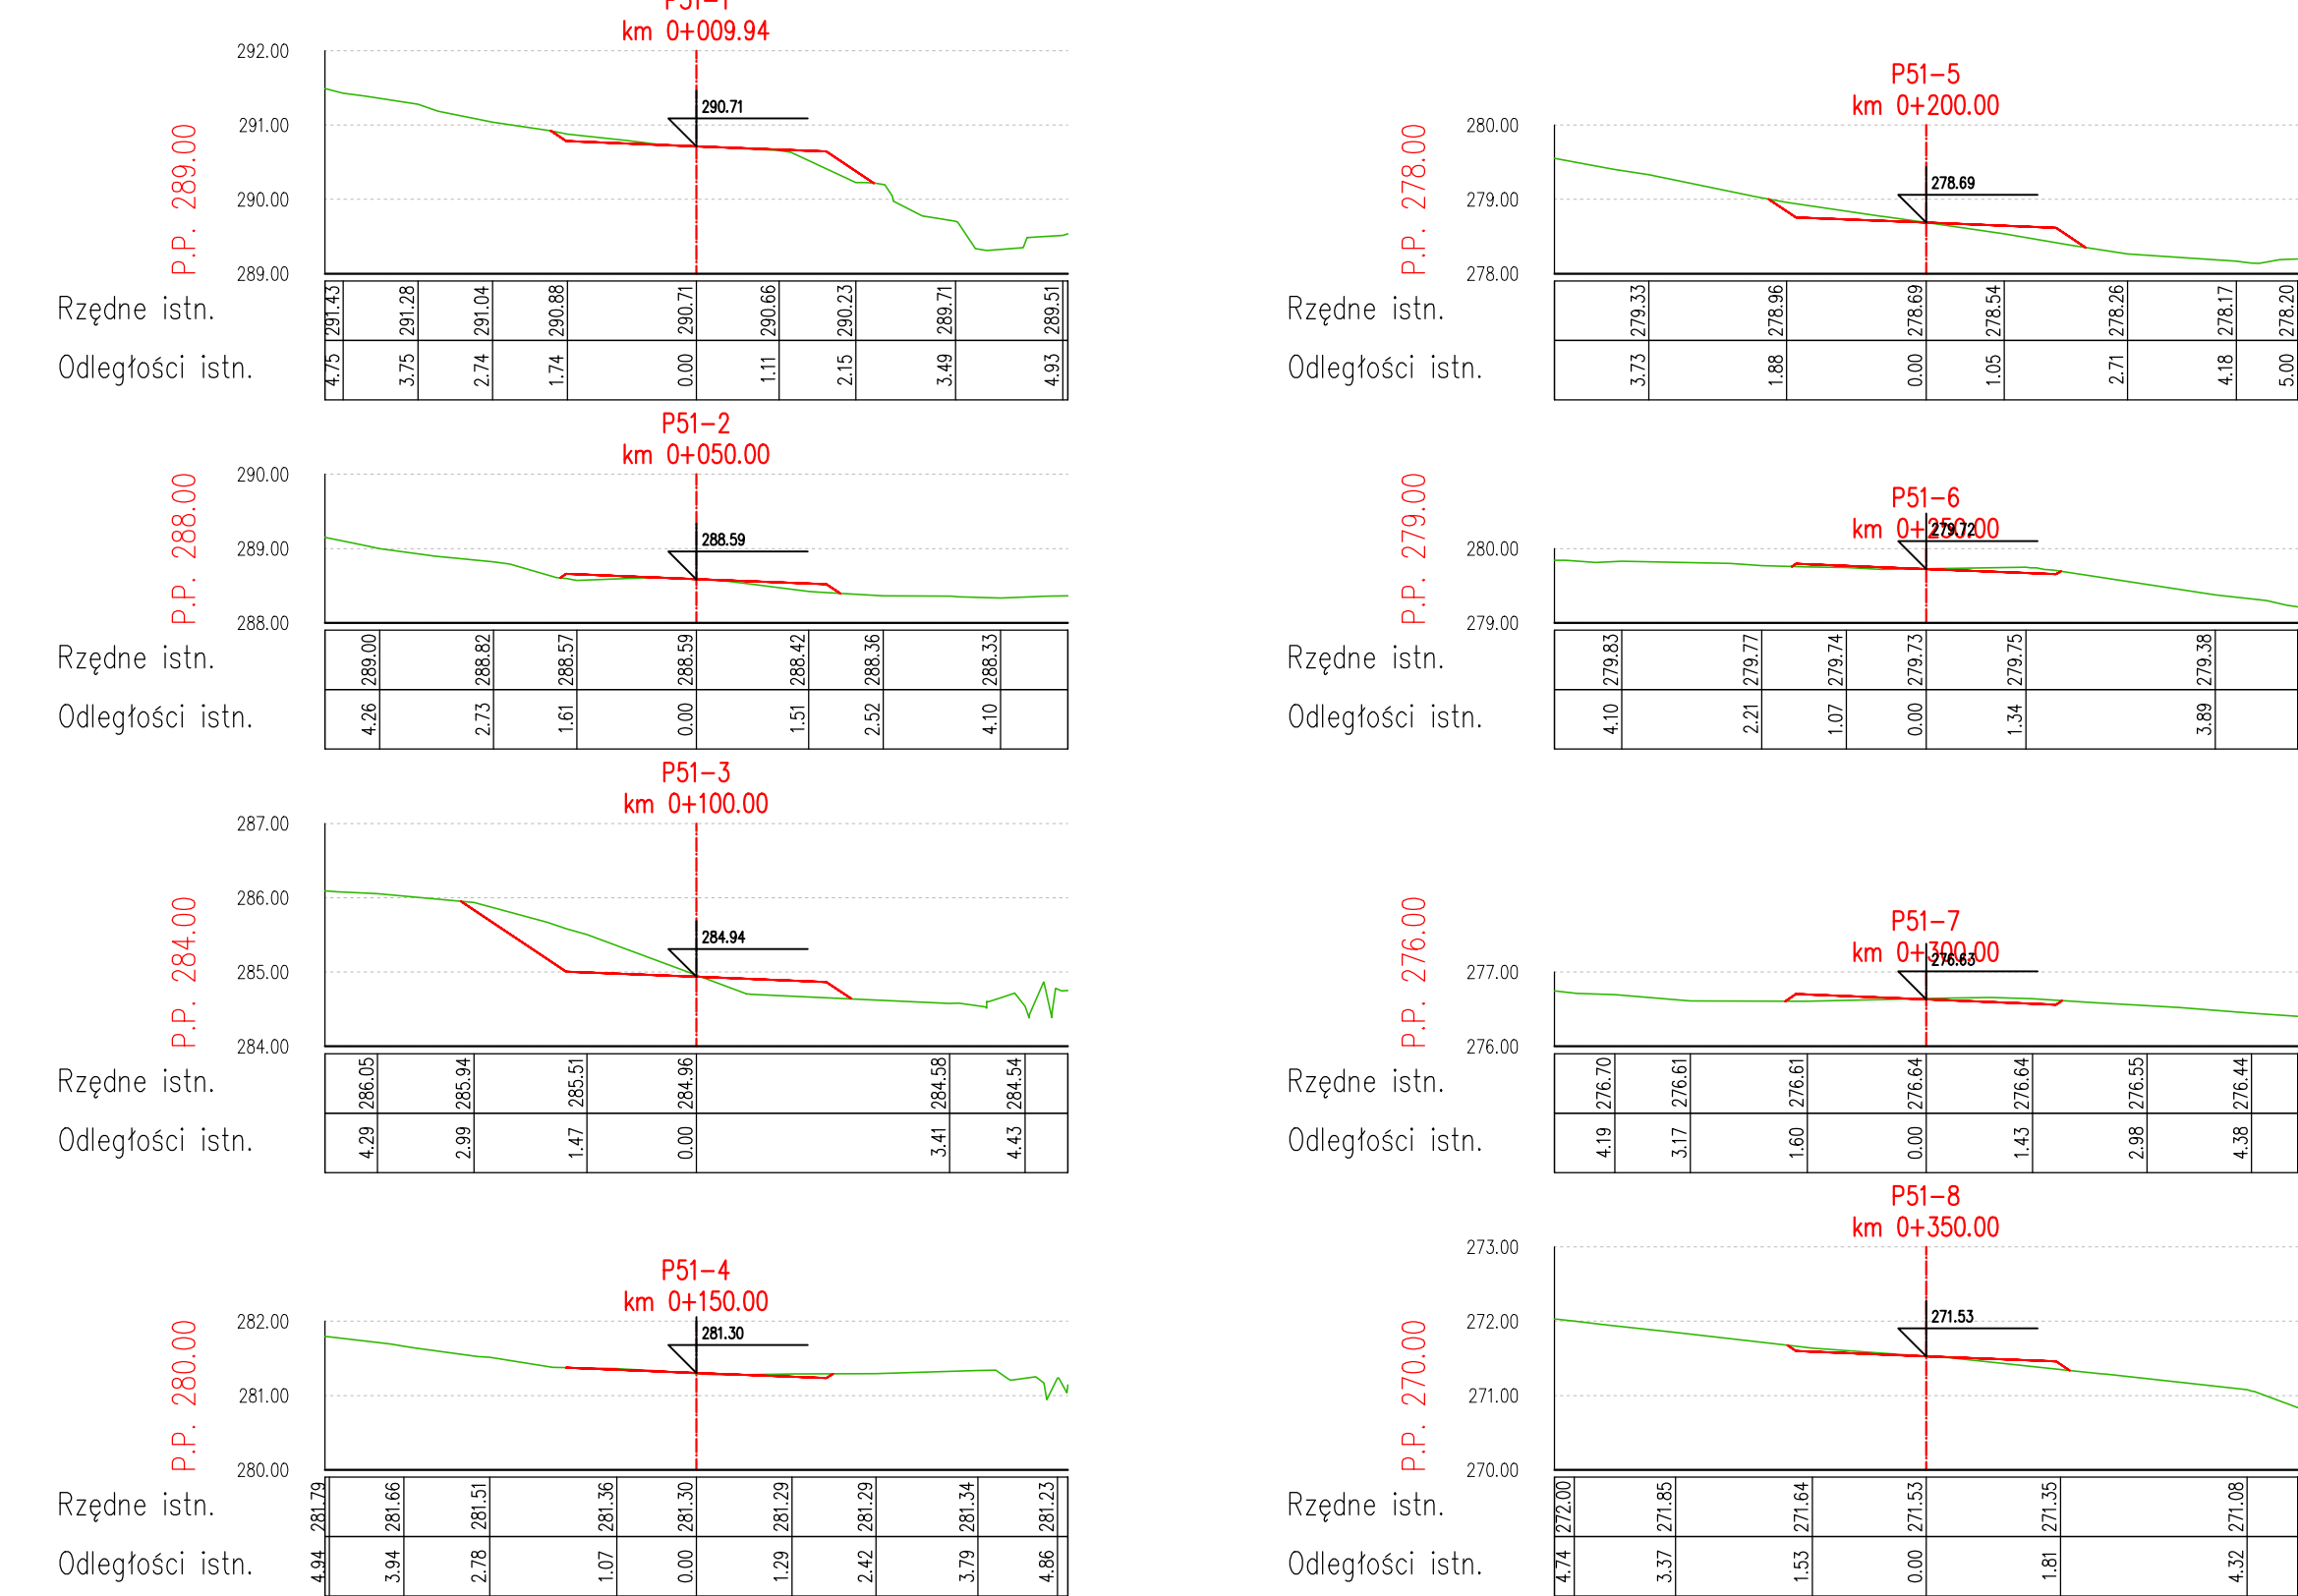 P51-1
km 0+009.94
292.00
291.00
290.00
289.00
P.P. 289.00
290.71
Rzędne istn.
291.43 291.28 291.04 290.88 290.71 290.66 290.23 289.71 289.51
Odległości istn.
4.75 3.75 2.74 1.74 0.00 1.11 2.15 3.49 4.93
P51-2
km 0+050.00
290.00
289.00
288.00
P.P. 288.00
288.59
Rzędne istn.
289.00 288.82 288.57 288.59 288.42 288.36 288.33
Odległości istn.
4.26 2.73 1.61 0.00 1.51 2.52 4.10
P51-3
km 0+100.00
287.00
286.00
285.00
284.00
P.P. 284.00
284.94
Rzędne istn.
286.05 285.94 285.51 284.96 284.58 284.54
Odległości istn.
4.29 2.99 1.47 0.00 3.41 4.43
P51-4
km 0+150.00
282.00
281.00
280.00
P.P. 280.00
281.30
Rzędne istn.
281.79 281.66 281.51 281.36 281.30 281.29 281.29 281.34 281.23
Odległości istn.
4.94 3.94 2.78 1.07 0.00 1.29 2.42 3.79 4.86
P51-5
km 0+200.00
280.00
279.00
278.00
P.P. 278.00
278.69
Rzędne istn.
279.33 278.96 278.69 278.54 278.26 278.17 278.20
Odległości istn.
3.73 1.88 0.00 1.05 2.71 4.18 5.00
P51-6
km 0+250.00
280.00
279.00
P.P. 279.00
279.72
Rzędne istn.
279.83 279.77 279.74 279.73 279.75 279.38
Odległości istn.
4.10 2.21 1.07 0.00 1.34 3.89
P51-7
km 0+300.00
277.00
276.00
P.P. 276.00
276.63
Rzędne istn.
276.70 276.61 276.61 276.64 276.64 276.55 276.44
Odległości istn.
4.19 3.17 1.60 0.00 1.43 2.98 4.38
P51-8
km 0+350.00
273.00
272.00
271.00
270.00
P.P. 270.00
271.53
Rzędne istn.
272.00 271.85 271.64 271.53 271.35 271.08
Odległości istn.
4.74 3.37 1.53 0.00 1.81 4.32